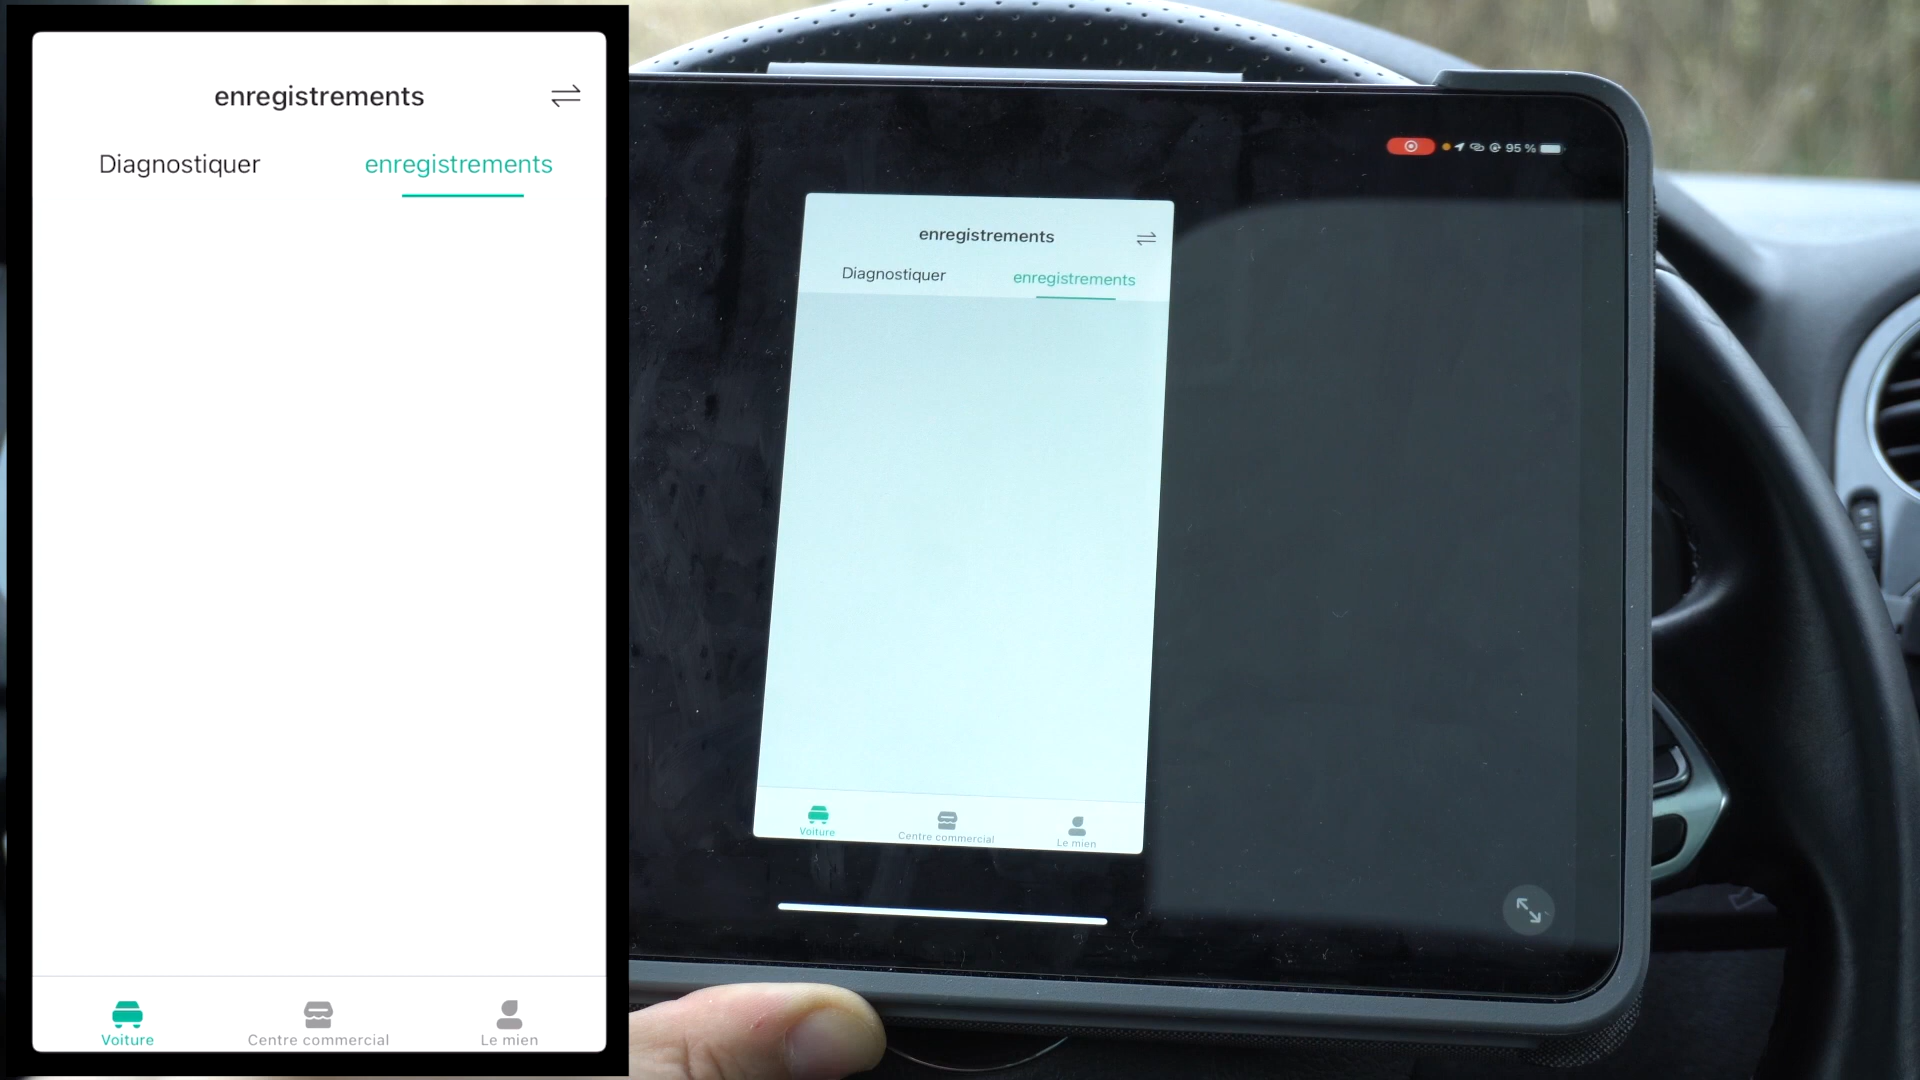 enregistrements
Diagnostiquer
enregistrements
Voiture
Centre commercial
Le mien
95 %
enregistrements
Diagnostiquer
enregistrements
Voiture
Centre commercial
Le mien